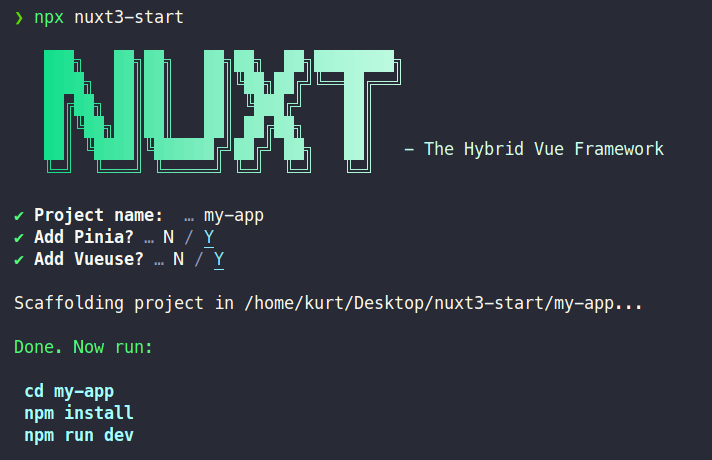 ❯ npx nuxt3-start
NUXT
– The Hybrid Vue Framework
✔ Project name: … my-app
✔ Add Pinia? … N / Y
✔ Add Vueuse? … N / Y
Scaffolding project in /home/kurt/Desktop/nuxt3-start/my-app...
Done. Now run:
cd my-app
npm install
npm run dev